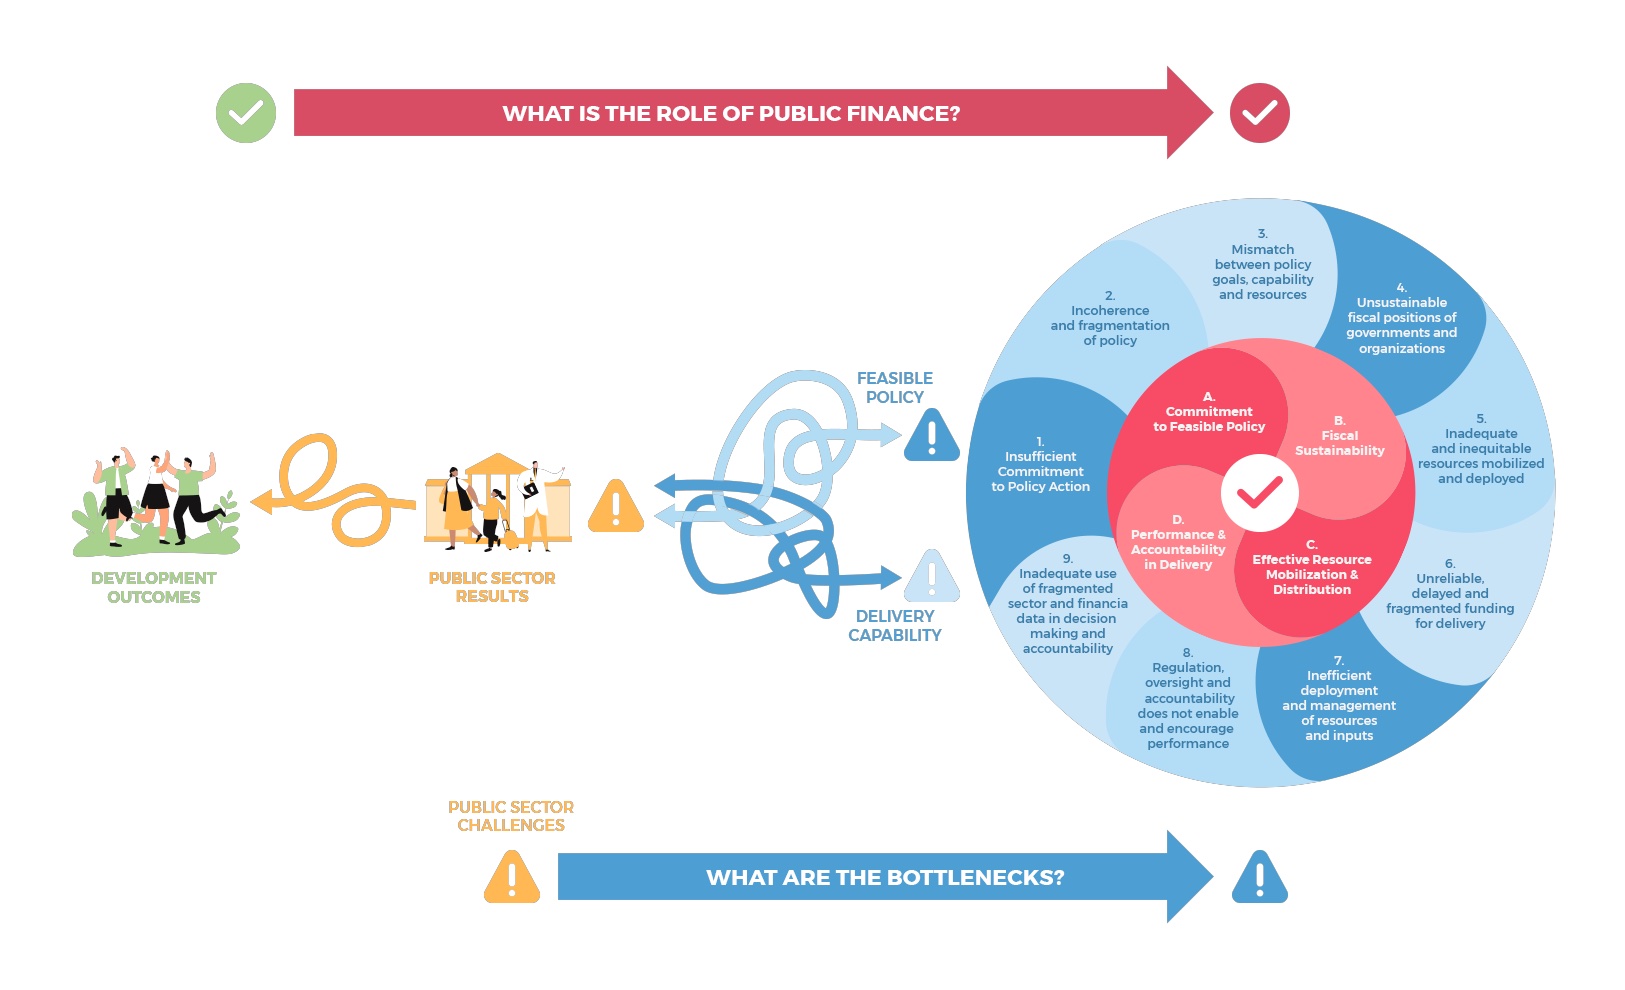 WHAT IS THE ROLE OF PUBLIC FINANCE?
3.
Mismatch
between policy
goals, capability
and resources
4.
Unsustainable
fiscal positions of
governments and
organizations
2.
Incoherence
and fragmentation
of policy
FEASIBLE
POLICY
A.
Commitment
to Feasible Policy
B.
Fiscal
Sustainability
5.
Inadequate
and inequitable
resources mobilized
and deployed
1.
Insufficient
Commitment
to Policy Action
D.
Performance &
Accountability
in Delivery
C.
Effective Resource
Mobilization &
Distribution
DEVELOPMENT
OUTCOMES
PUBLIC SECTOR
RESULTS
DELIVERY
CAPABILITY
9.
Inadequate use
of fragmented
sector and financia
data in decision
making and
accountability
6.
Unreliable,
delayed and
fragmented funding
for delivery
8.
Regulation,
oversight and
accountability
does not enable
and encourage
performance
7.
Inefficient
deployment
and management
of resources
and inputs
PUBLIC SECTOR
CHALLENGES
WHAT ARE THE BOTTLENECKS?